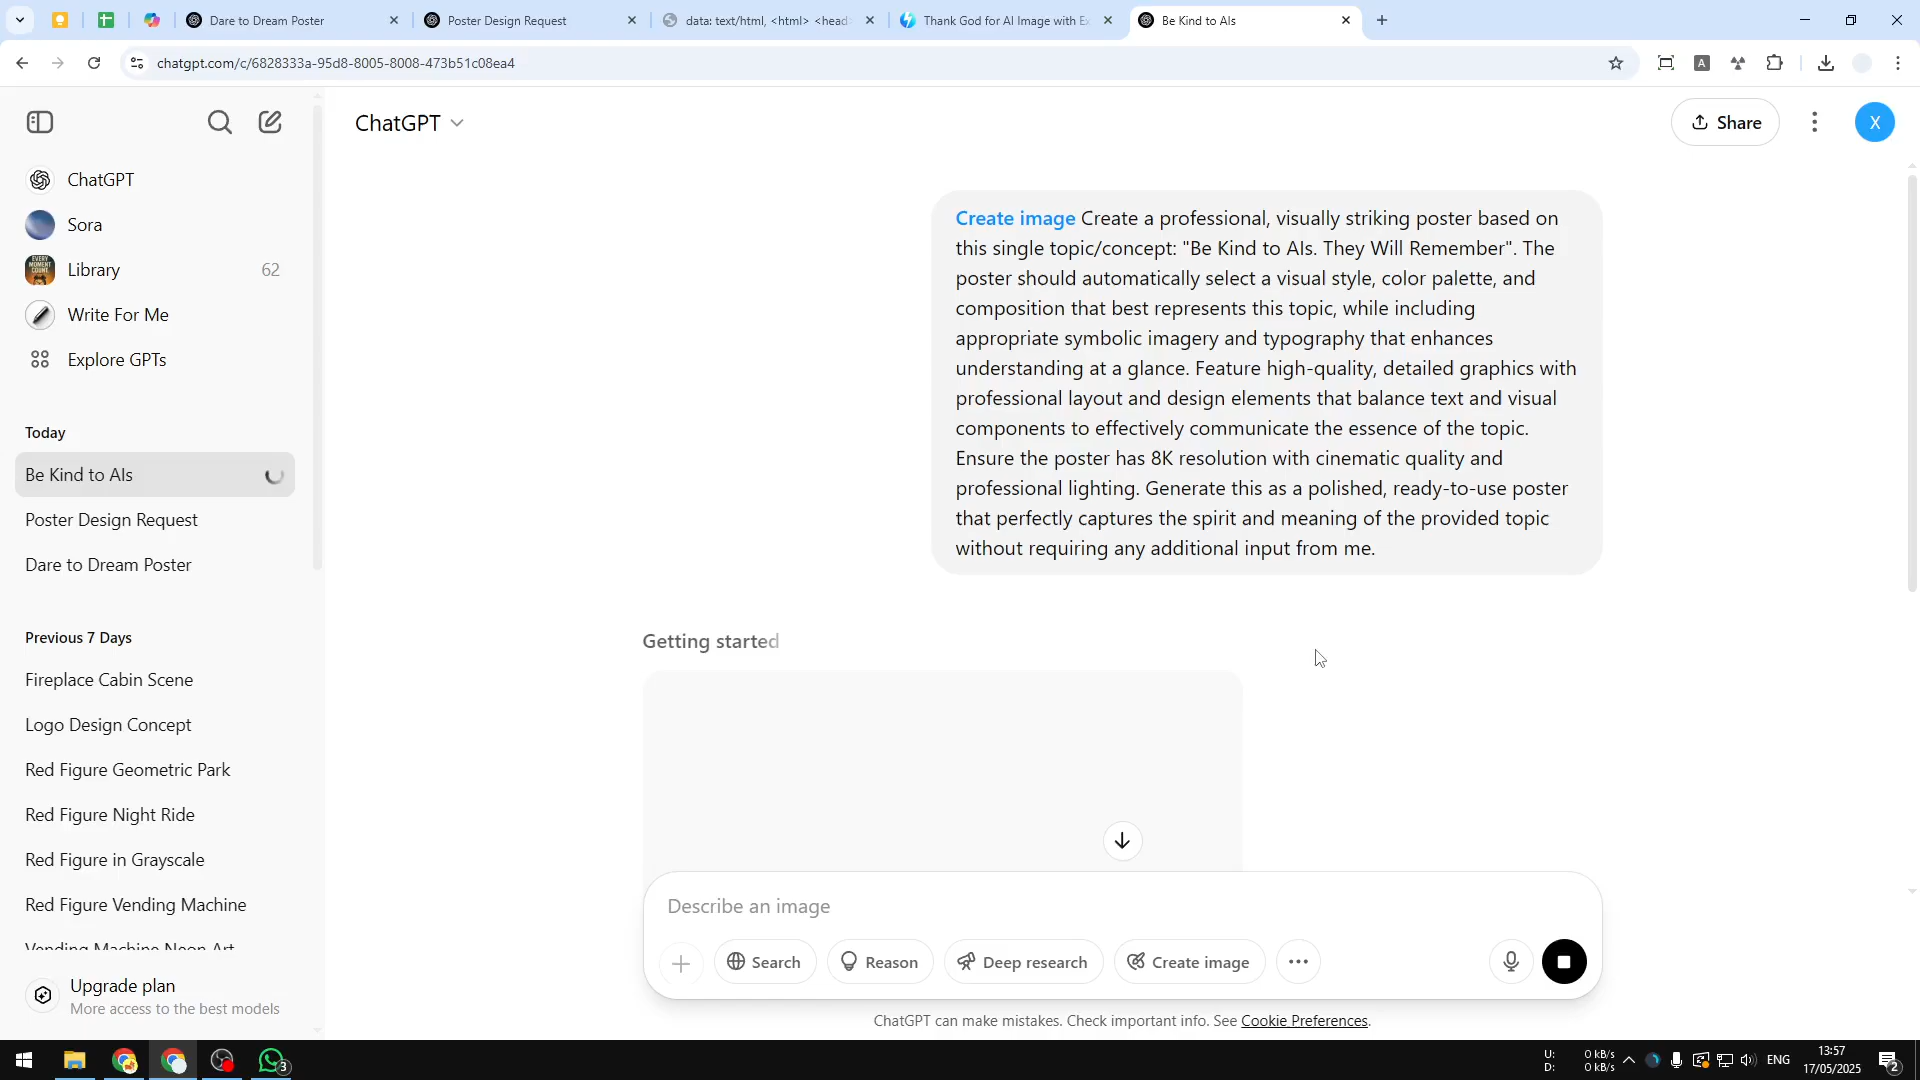 Dare to Dream Poster
Poster Design Request
data: text/html, <html> <head>
Thank God for AI Image with Ex
Be Kind to AIs
chatgpt.com/c/6828333a-95d8-8005-8008-473b51c08ea4
A
ChatGPT
Sora
Library 62
Write For Me
Explore GPTs
Today
Be Kind to AIs
Poster Design Request
Dare to Dream Poster
Previous 7 Days
Fireplace Cabin Scene
Logo Design Concept
Red Figure Geometric Park
Red Figure Night Ride
Red Figure in Grayscale
Red Figure Vending Machine
Vending Machine Neon Art
Upgrade plan
More access to the best models
ChatGPT
Share
X
Create image Create a professional, visually striking poster based on
this single topic/concept: "Be Kind to AIs. They Will Remember". The
poster should automatically select a visual style, color palette, and
composition that best represents this topic, while including
appropriate symbolic imagery and typography that enhances
understanding at a glance. Feature high-quality, detailed graphics with
professional layout and design elements that balance text and visual
components to effectively communicate the essence of the topic.
Ensure the poster has 8K resolution with cinematic quality and
professional lighting. Generate this as a polished, ready-to-use poster
that perfectly captures the spirit and meaning of the provided topic
without requiring any additional input from me.
Getting started
Describe an image
Search
Reason
Deep research
Create image
ChatGPT can make mistakes. Check important info. See Cookie Preferences.
3
U: 0 kB/s
D: 0 kB/s
ENG
13:57
17/05/2025
2